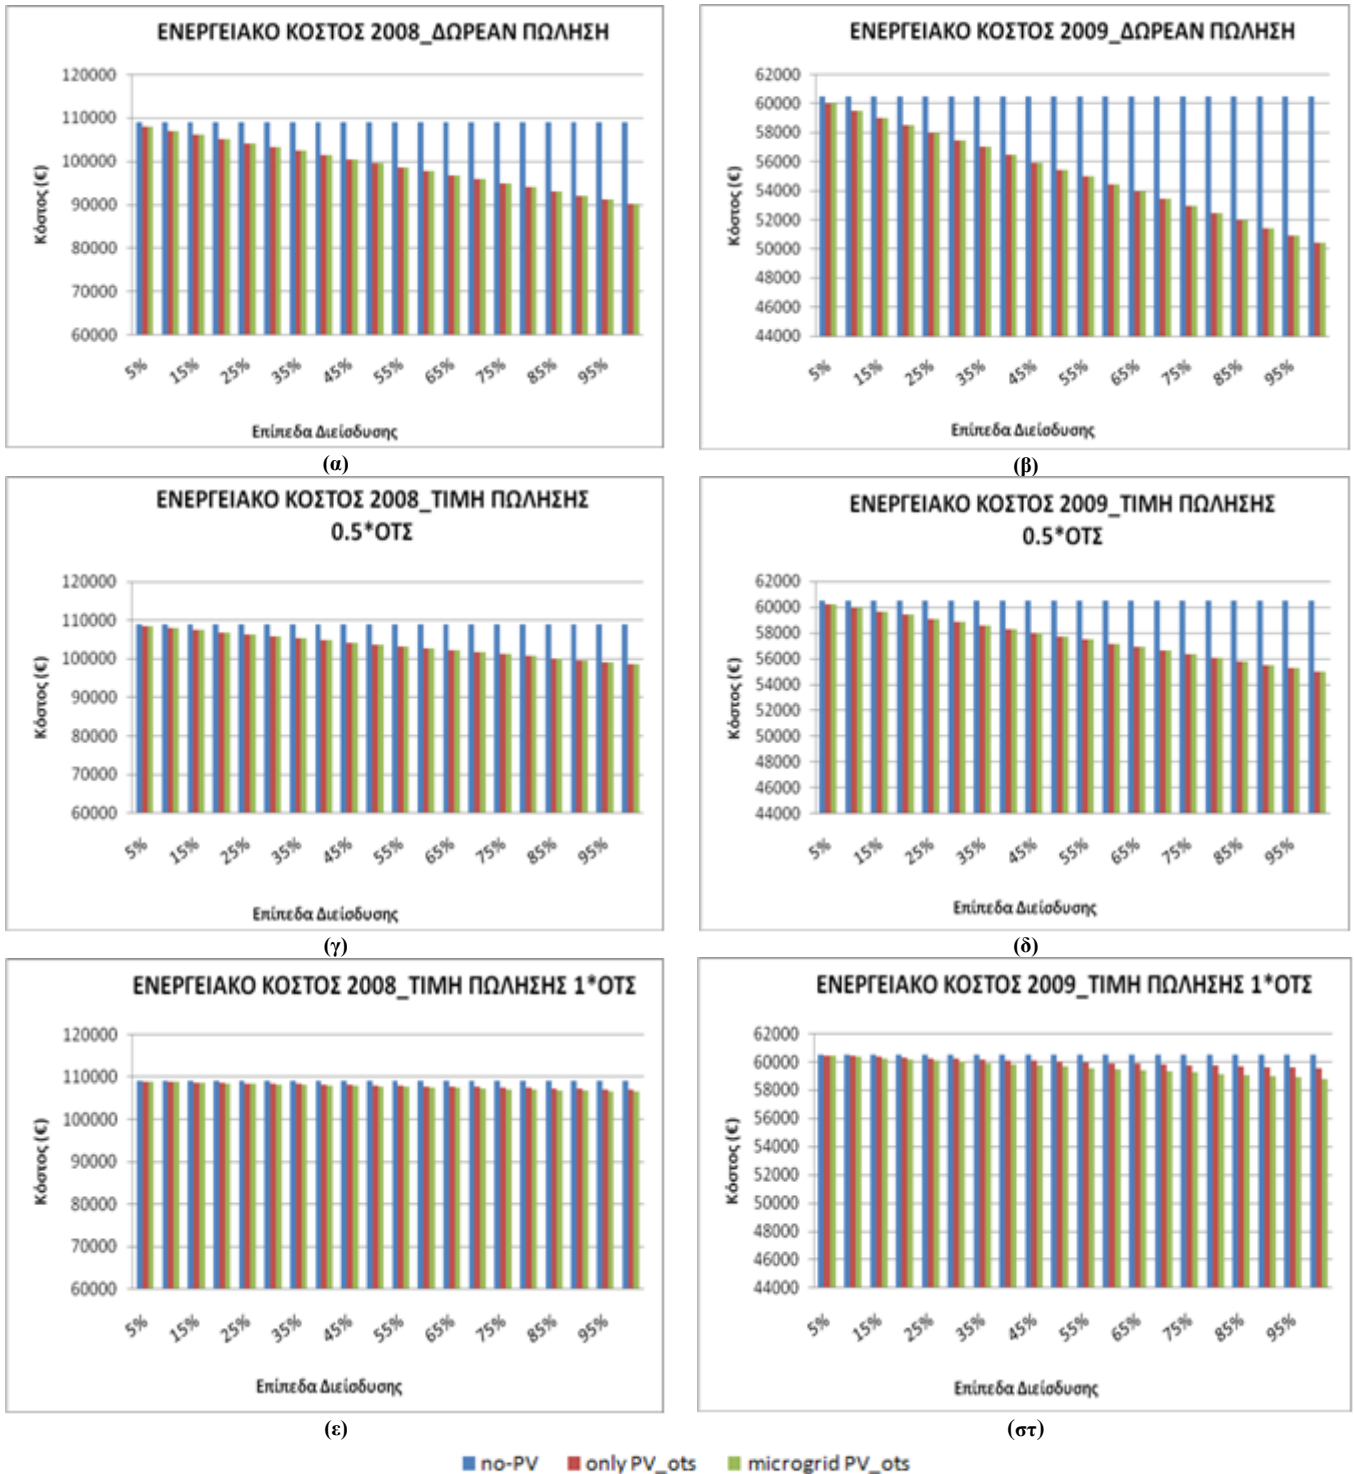 ΕΝΕΡΓΕΙΑΚΟ ΚΟΣΤΟΣ 2008_ΔΩΡΕΑΝ ΠΩΛΗΣΗ
120000
110000
100000
90000
80000
70000
60000
Κόστος (€)
5% 15% 25% 35% 45% 55% 65% 75% 85% 95%
Επίπεδα Διείσδυσης
(α)
ΕΝΕΡΓΕΙΑΚΟ ΚΟΣΤΟΣ 2009_ΔΩΡΕΑΝ ΠΩΛΗΣΗ
62000
60000
58000
56000
54000
52000
50000
48000
46000
44000
Κόστος (€)
5% 15% 25% 35% 45% 55% 65% 75% 85% 95%
Επίπεδα Διείσδυσης
(β)
ΕΝΕΡΓΕΙΑΚΟ ΚΟΣΤΟΣ 2008_ΤΙΜΗ ΠΩΛΗΣΗΣ
0.5*ΟΤΣ
120000
110000
100000
90000
80000
70000
60000
Κόστος (€)
5% 15% 25% 35% 45% 55% 65% 75% 85% 95%
Επίπεδα Διείσδυσης
(γ)
ΕΝΕΡΓΕΙΑΚΟ ΚΟΣΤΟΣ 2009_ΤΙΜΗ ΠΩΛΗΣΗΣ
0.5*ΟΤΣ
62000
60000
58000
56000
54000
52000
50000
48000
46000
44000
Κόστος (€)
5% 15% 25% 35% 45% 55% 65% 75% 85% 95%
Επίπεδα Διείσδυσης
(δ)
ΕΝΕΡΓΕΙΑΚΟ ΚΟΣΤΟΣ 2008_ΤΙΜΗ ΠΩΛΗΣΗΣ 1*ΟΤΣ
120000
110000
100000
90000
80000
70000
60000
Κόστος (€)
5% 15% 25% 35% 45% 55% 65% 75% 85% 95%
Επίπεδα Διείσδυσης
(ε)
ΕΝΕΡΓΕΙΑΚΟ ΚΟΣΤΟΣ 2009_ΤΙΜΗ ΠΩΛΗΣΗΣ 1*ΟΤΣ
62000
60000
58000
56000
54000
52000
50000
48000
46000
44000
Κόστος (€)
5% 15% 25% 35% 45% 55% 65% 75% 85% 95%
Επίπεδα Διείσδυσης
(στ)
no-PV only PV_ots microgrid PV_ots